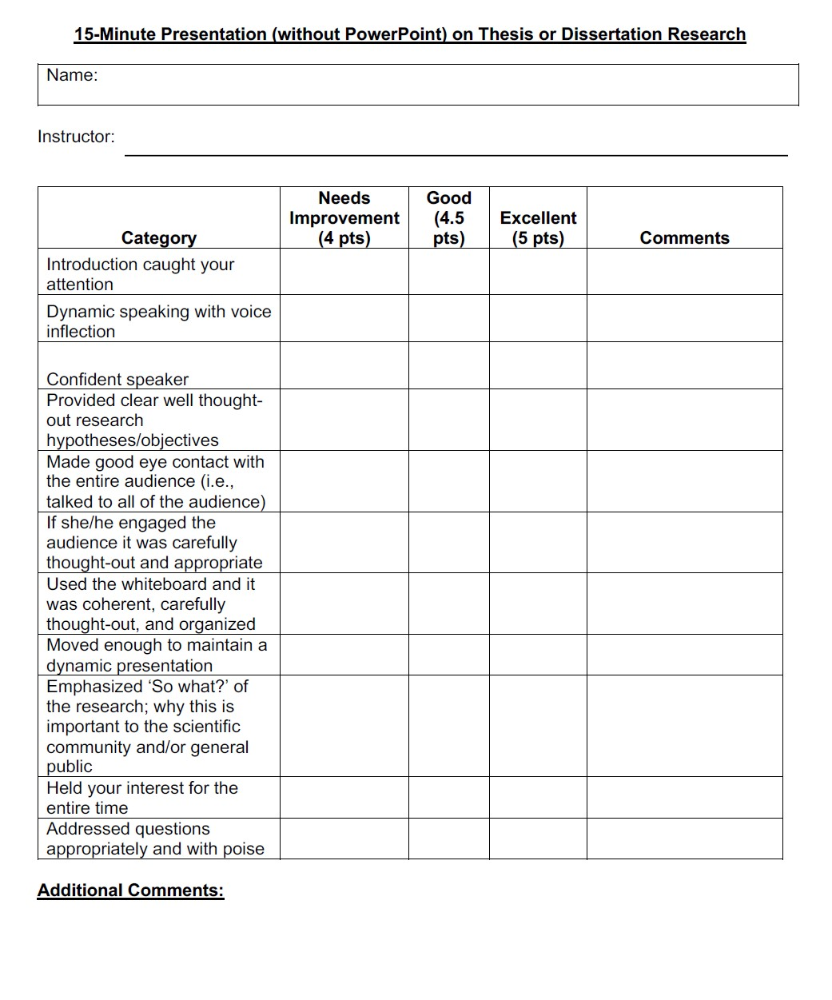 15-Minute Presentation (without PowerPoint) on Thesis or Dissertation Research
Name:
Instructor:
Category
Needs
Improvement
(4 pts)
Good
(4.5
pts)
Excellent
(5 pts)
Comments
Introduction caught your
attention
Dynamic speaking with voice
inflection
Confident speaker
Provided clear well thought-
out research
hypotheses/objectives
Made good eye contact with
the entire audience (i.e.,
talked to all of the audience)
If she/he engaged the
audience it was carefully
thought-out and appropriate
Used the whiteboard and it
was coherent, carefully
thought-out, and organized
Moved enough to maintain a
dynamic presentation
Emphasized ‘So what?’ of
the research; why this is
important to the scientific
community and/or general
public
Held your interest for the
entire time
Addressed questions
appropriately and with poise
Additional Comments: